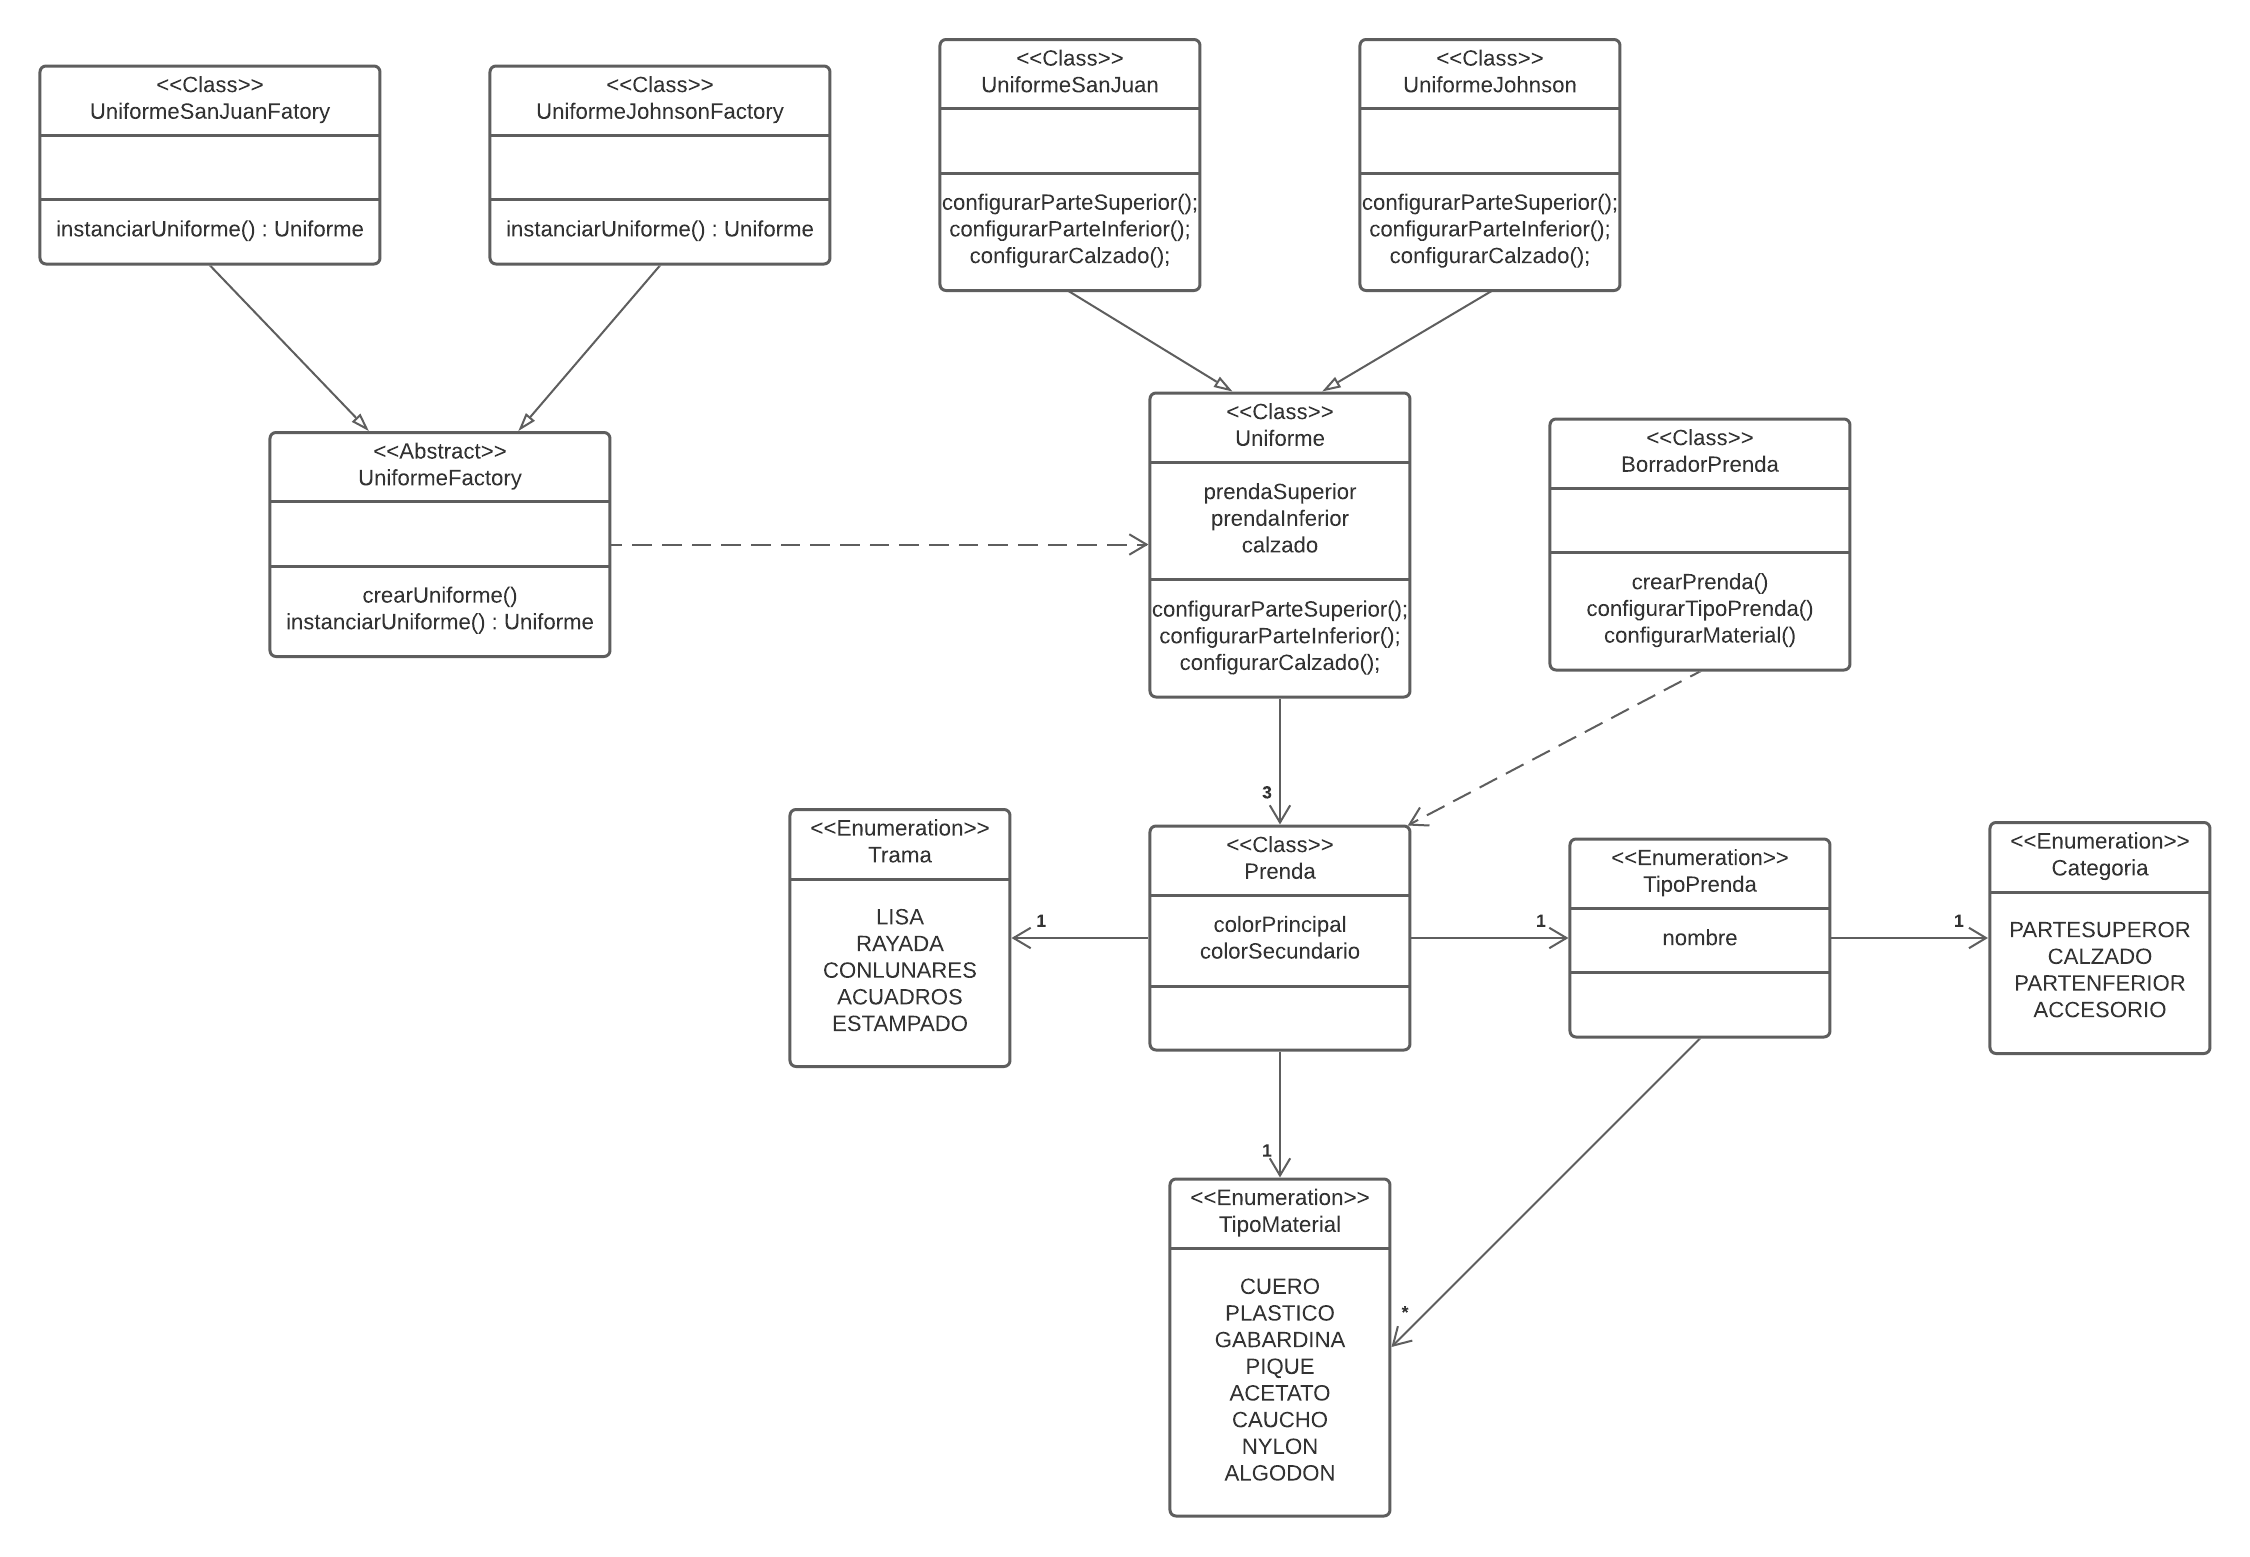 <<Class>>
UniformeSanJuanFatory
instanciarUniforme() : Uniforme
<<Class>>
UniformeJohnsonFactory
instanciarUniforme() : Uniforme
<<Class>>
UniformeSanJuan
configurarParteSuperior();
configurarParteInferior();
configurarCalzado();
<<Class>>
UniformeJohnson
configurarParteSuperior();
configurarParteInferior();
configurarCalzado();
<<Abstract>>
UniformeFactory
crearUniforme()
instanciarUniforme() : Uniforme
<<Class>>
Uniforme
prendaSuperior
prendaInferior
calzado
configurarParteSuperior();
configurarParteInferior();
configurarCalzado();
<<Class>>
BorradorPrenda
crearPrenda()
configurarTipoPrenda()
configurarMaterial()
3
<<Enumeration>>
Trama
LISA
RAYADA
CONLUNARES
ACUADROS
ESTAMPADO
1
<<Class>>
Prenda
colorPrincipal
colorSecundario
1
<<Enumeration>>
TipoPrenda
nombre
1
<<Enumeration>>
Categoria
PARTESUPEROR
CALZADO
PARTENFERIOR
ACCESORIO
1
*
<<Enumeration>>
TipoMaterial
CUERO
PLASTICO
GABARDINA
PIQUE
ACETATO
CAUCHO
NYLON
ALGODON